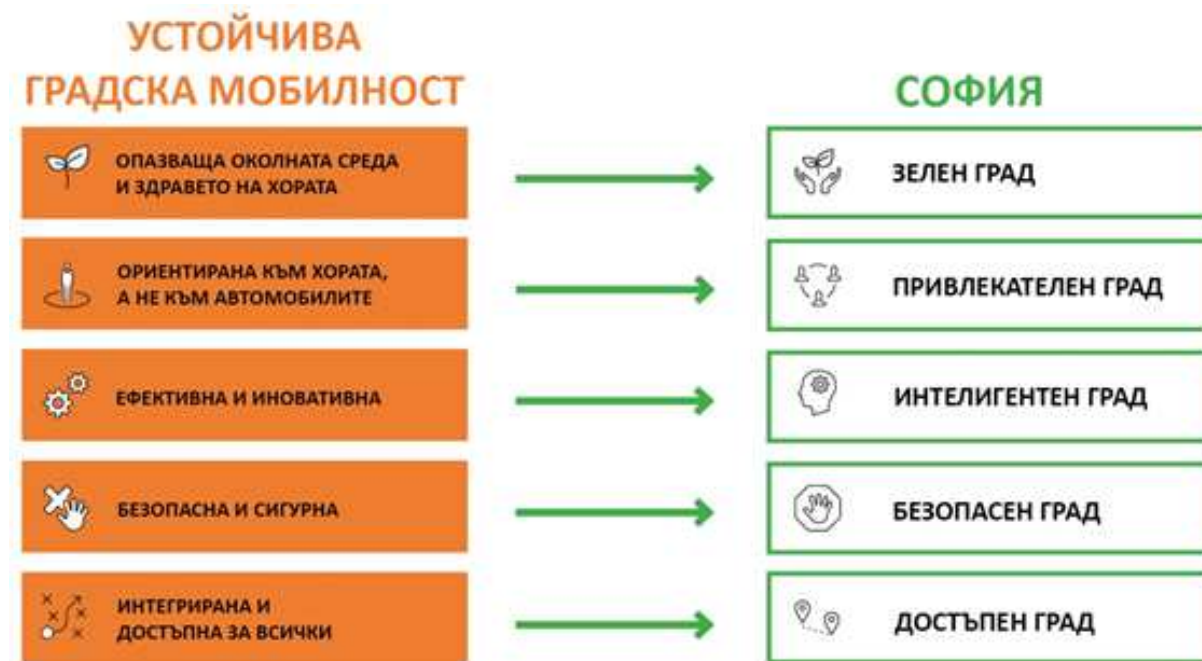 УСТОЙЧИВА
ГРАДСКА МОБИЛНОСТ
СОФИЯ
ОПАЗВАЩА ОКОЛНАТА СРЕДА
И ЗДРАВЕТО НА ХОРАТА
ЗЕЛЕН ГРАД
ОРИЕНТИРАНА КЪМ ХОРАТА,
А НЕ КЪМ АВТОМОБИЛИТЕ
ПРИВЛЕКАТЕЛЕН ГРАД
ЕФЕКТИВНА И ИНОВАТИВНА
ИНТЕЛИГЕНТЕН ГРАД
БЕЗОПАСНА И СИГУРНА
БЕЗОПАСЕН ГРАД
ИНТЕГРИРАНА И
ДОСТЪПНА ЗА ВСИЧКИ
ДОСТЪПЕН ГРАД